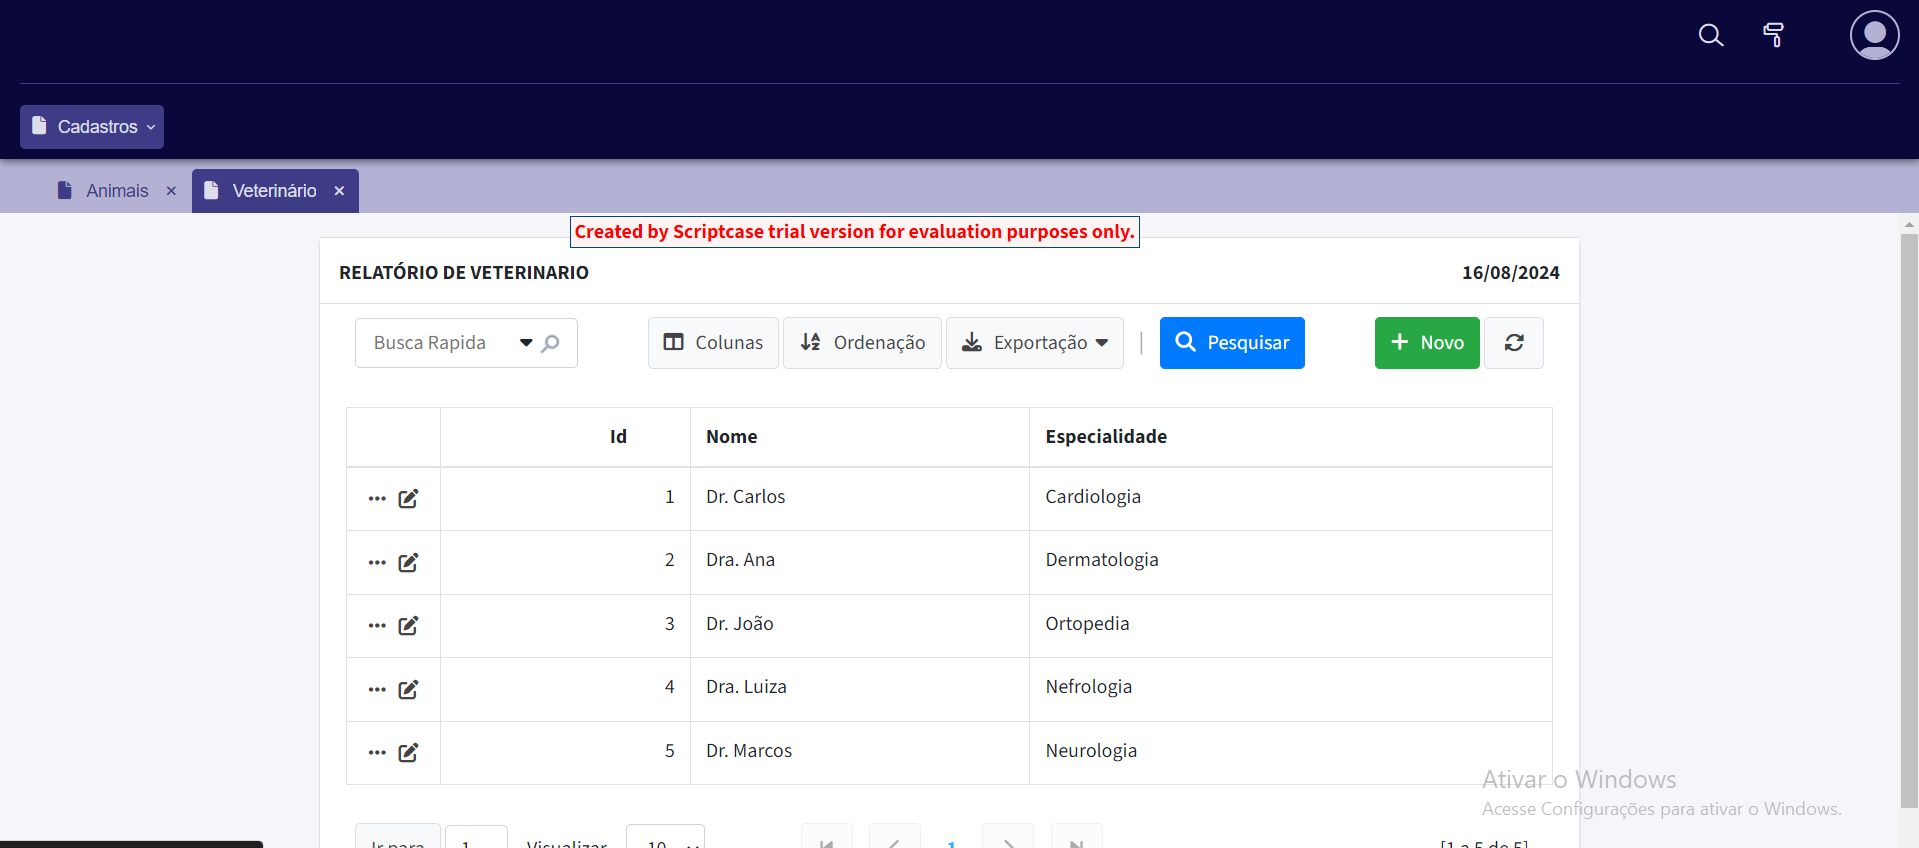 Cadastros
Animais
Veterinário
Created by Scriptcase trial version for evaluation purposes only.
RELATÓRIO DE VETERINARIO 16/08/2024
Busca Rapida Colunas Ordenação Exportação Pesquisar Novo
Id Nome Especialidade
1 Dr. Carlos Cardiologia
2 Dra. Ana Dermatologia
3 Dr. João Ortopedia
4 Dra. Luiza Nefrologia
5 Dr. Marcos Neurologia
Ativar o Windows
Acesse Configurações para ativar o Windows.
Ir para 1 Visualizar 10 1 [1 a 5 de 5]